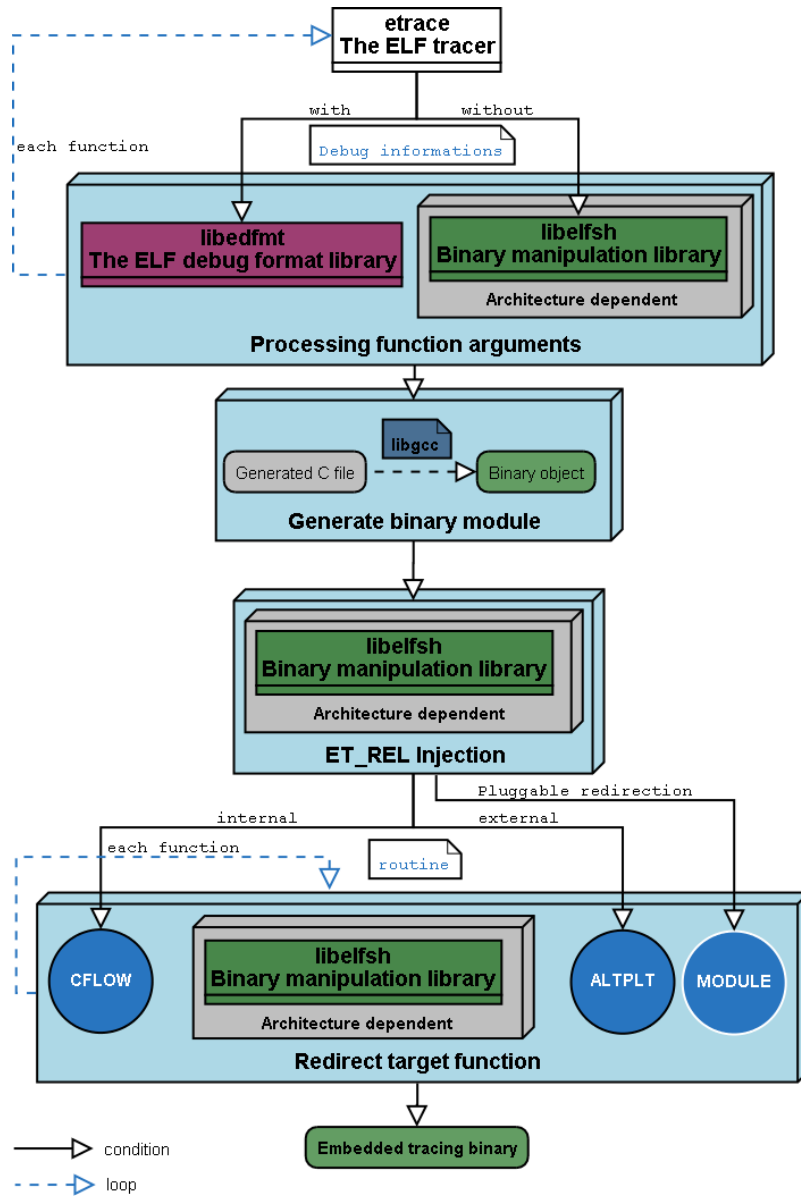 etrace
The ELF tracer
with
without
each function
Debug informations
libedfmt
The ELF debug format library
libelfsh
Binary manipulation library
Architecture dependent
Processing function arguments
libgcc
Generated C file
Binary object
Generate binary module
libelfsh
Binary manipulation library
Architecture dependent
ET_REL Injection
Pluggable redirection
internal
external
each function
routine
CFLOW
libelfsh
Binary manipulation library
Architecture dependent
ALTPLT
MODULE
Redirect target function
Embedded tracing binary
condition
loop